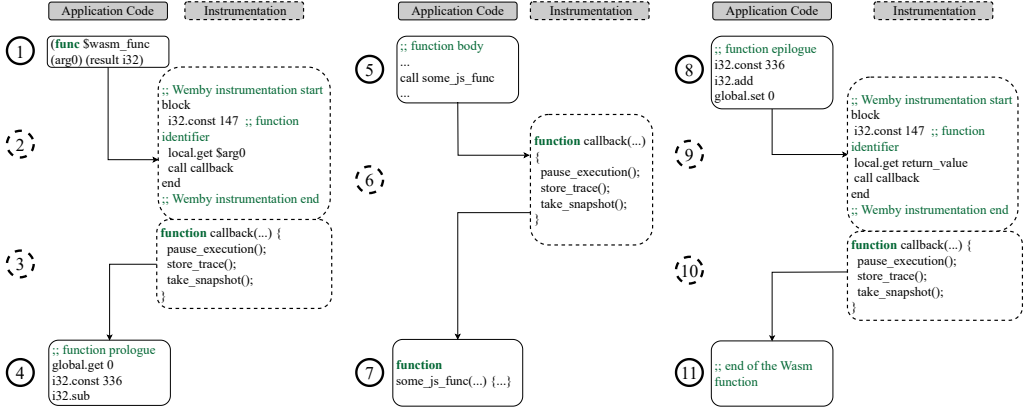 Application Code
Instrumentation
1
(func $wasm_func
(arg0) (result i32)
2
;; Wemby instrumentation start
block
i32.const 147 ;; function
identifier
local.get $arg0
call callback
end
;; Wemby instrumentation end
3
function callback(...) {
pause_execution();
store_trace();
take_snapshot();
}
4
;; function prologue
global.get 0
i32.const 336
i32.sub
Application Code
Instrumentation
5
;; function body
...
call some_js_func
...
6
function callback(...)
{
pause_execution();
store_trace();
take_snapshot();
}
7
function
some_js_func(...) {...}
Application Code
Instrumentation
8
;; function epilogue
i32.const 336
i32.add
global.set 0
9
;; Wemby instrumentation start
block
i32.const 147 ;; function
identifier
local.get return_value
call callback
end
;; Wemby instrumentation end
10
function callback(...) {
pause_execution();
store_trace();
take_snapshot();
}
11
;; end of the Wasm
function